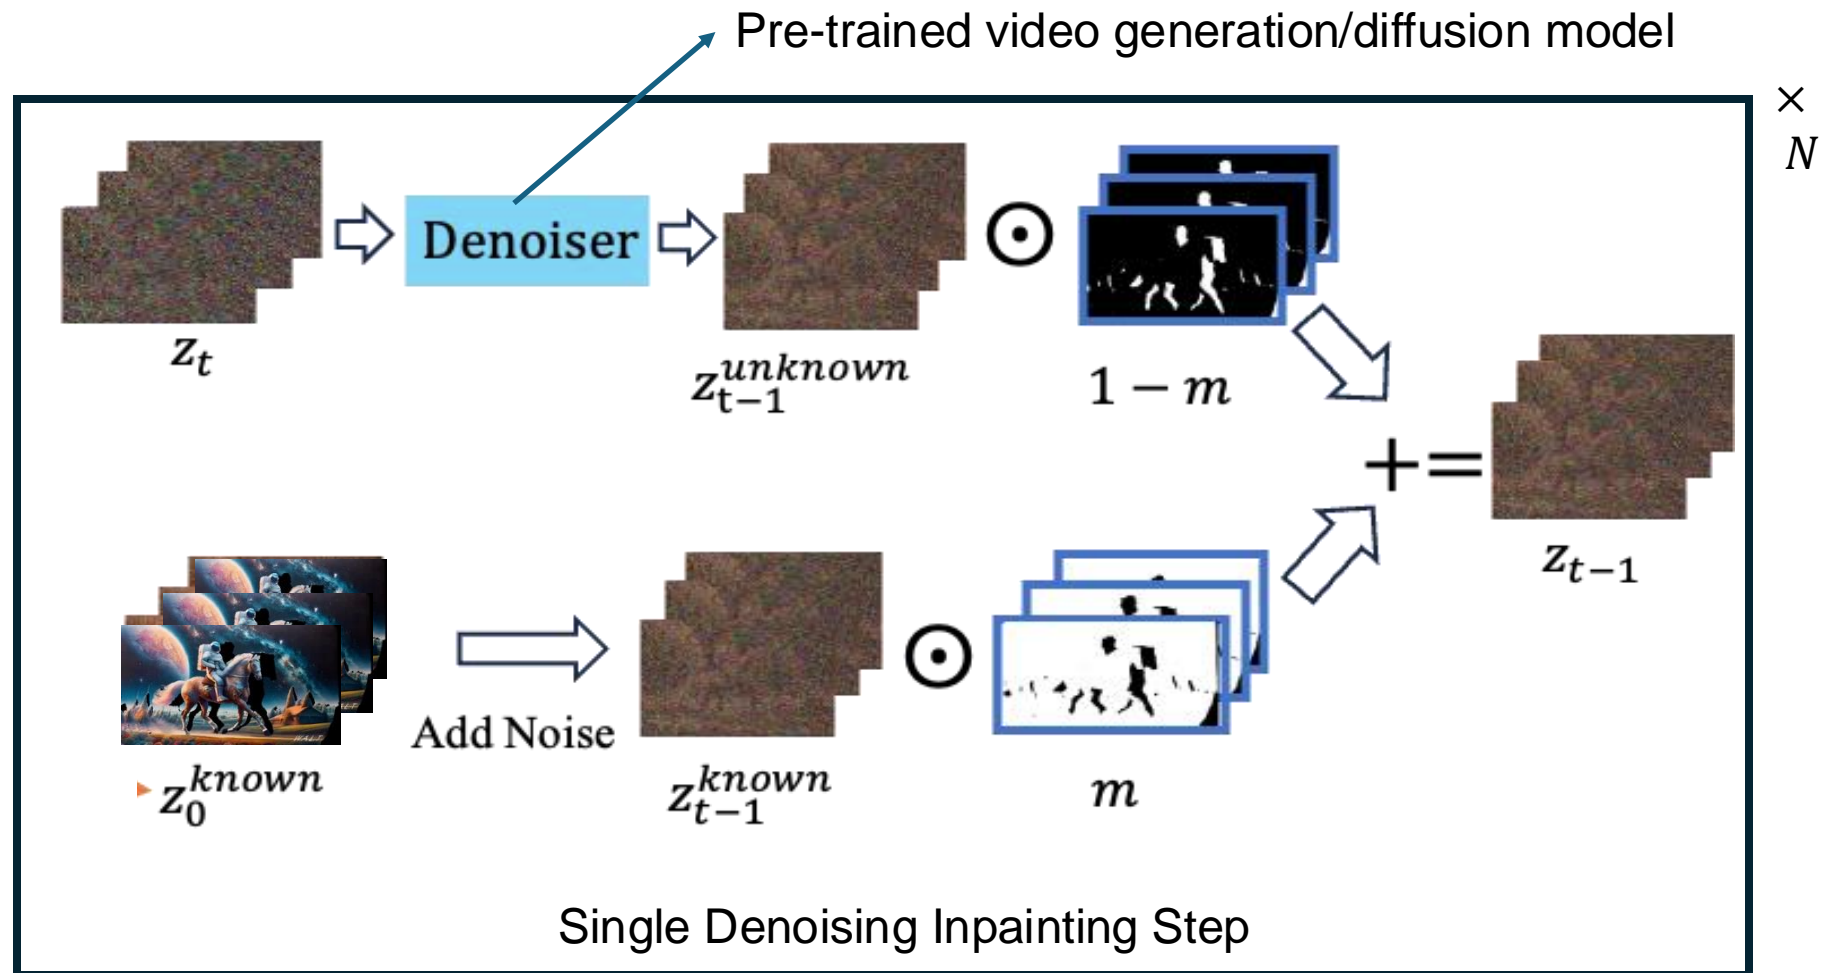 Pre-trained video generation/diffusion model
×
N
Denoiser
⊙
z_t
z_{t−1}^{unknown}
1 − m
+=
z_{t−1}
⊙
Add Noise
z_0^{known}
z_{t−1}^{known}
m
Single Denoising Inpainting Step